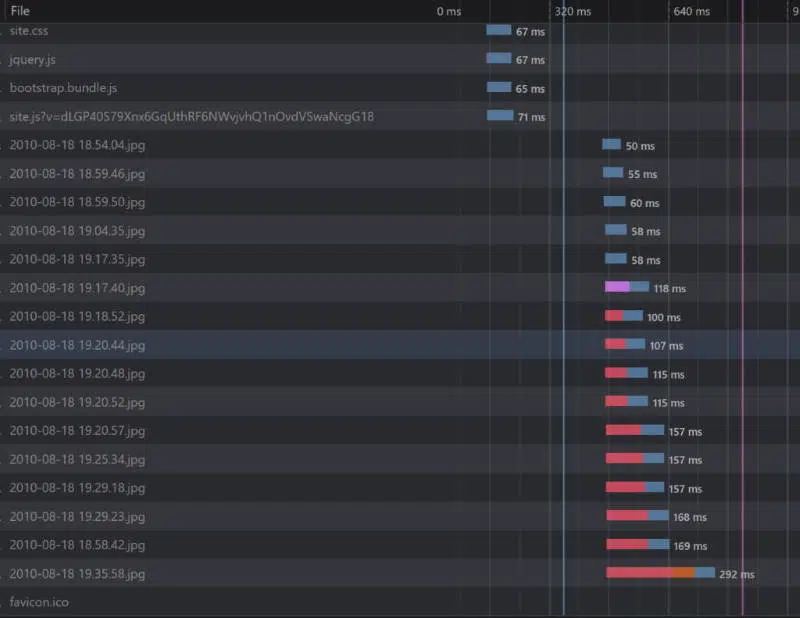 File 0 ms 320 ms 640 ms 9
site.css 67 ms
jquery.js 67 ms
bootstrap.bundle.js 65 ms
site.js?v=dLGP40S79Xnx6GqUthRF6NWvjvhQ1nOvdVSwaNcgG18 71 ms
2010-08-18 18.54.04.jpg 50 ms
2010-08-18 18.59.46.jpg 55 ms
2010-08-18 18.59.50.jpg 60 ms
2010-08-18 19.04.35.jpg 58 ms
2010-08-18 19.17.35.jpg 58 ms
2010-08-18 19.17.40.jpg 118 ms
2010-08-18 19.18.52.jpg 100 ms
2010-08-18 19.20.44.jpg 107 ms
2010-08-18 19.20.48.jpg 115 ms
2010-08-18 19.20.52.jpg 115 ms
2010-08-18 19.20.57.jpg 157 ms
2010-08-18 19.25.34.jpg 157 ms
2010-08-18 19.29.18.jpg 157 ms
2010-08-18 19.29.23.jpg 168 ms
2010-08-18 18.58.42.jpg 169 ms
2010-08-18 19.35.58.jpg 292 ms
favicon.ico